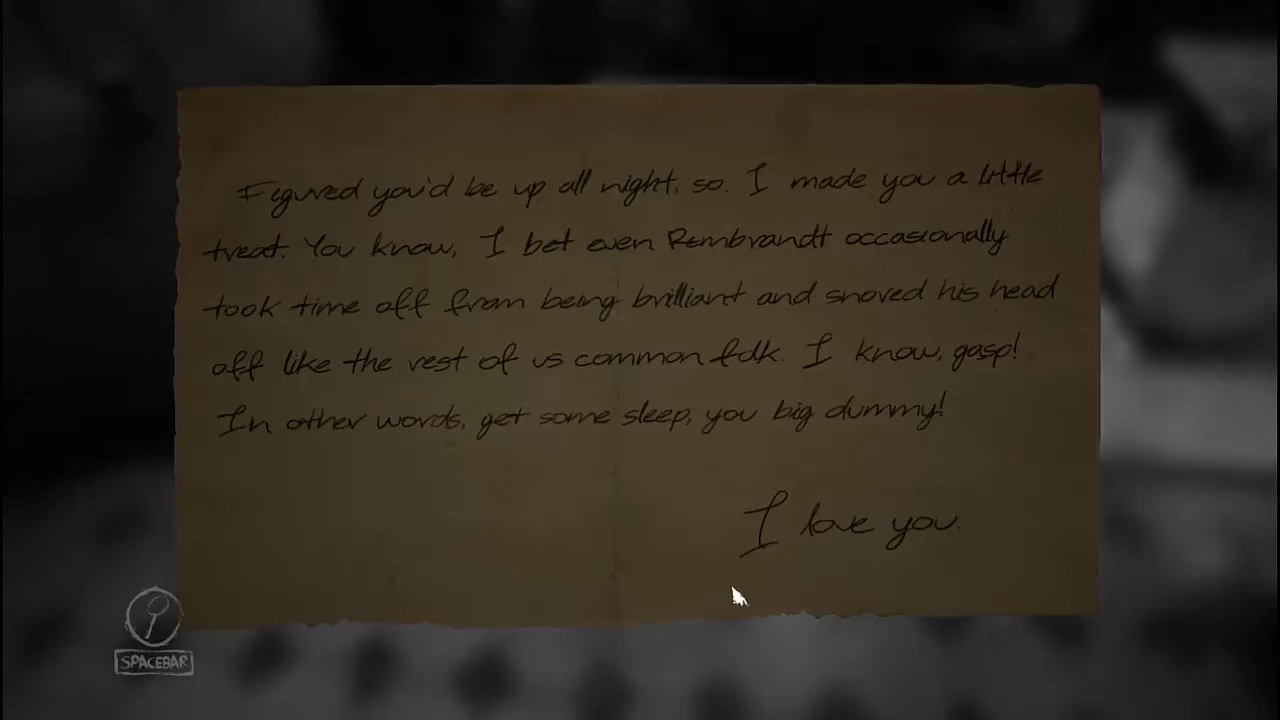 Figured you'd be up all night, so. I made you a little
treat. You know, I bet even Rembrandt occasionally
took time off from being brilliant and snored his head
off like the rest of us common folk. I know, gasp!
In other words, get some sleep, you big dummy!
I love you.
SPACEBAR